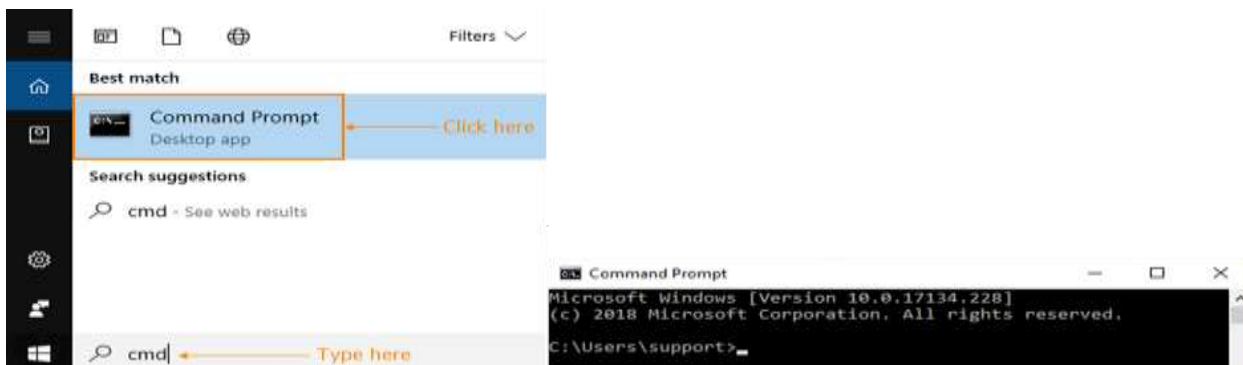 Filters
Best match
Command Prompt
Desktop app
Click here
Search suggestions
cmd - See web results
cmd
Type here
Command Prompt
Microsoft Windows [Version 10.0.17134.228]
(c) 2018 Microsoft Corporation. All rights reserved.
C:\Users\support>